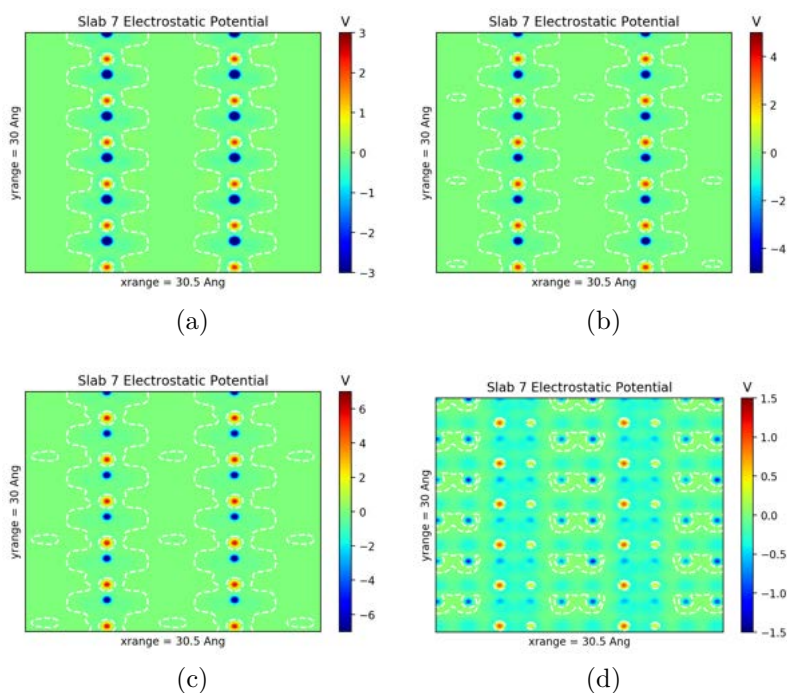 Slab 7 Electrostatic Potential
V
3
2
1
0
−1
−2
−3
yrange = 30 Ang
xrange = 30.5 Ang
(a)
Slab 7 Electrostatic Potential
V
4
2
0
−2
−4
yrange = 30 Ang
xrange = 30.5 Ang
(b)
Slab 7 Electrostatic Potential
V
6
4
2
0
−2
−4
−6
yrange = 30 Ang
xrange = 30.5 Ang
(c)
Slab 7 Electrostatic Potential
V
1.5
1.0
0.5
0.0
−0.5
−1.0
−1.5
yrange = 30 Ang
xrange = 30.5 Ang
(d)